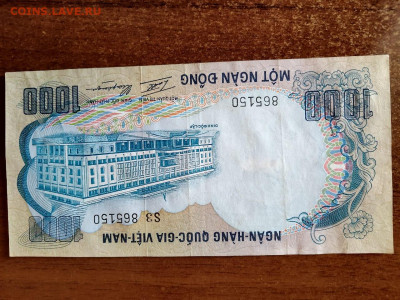 COINS.LAVE.RU
NGÂN-HÀNG QUỐC-GIA VIỆT-NAM
1000
S3 865150
865150
1000
MỘT NGÀN ĐỒNG
1000